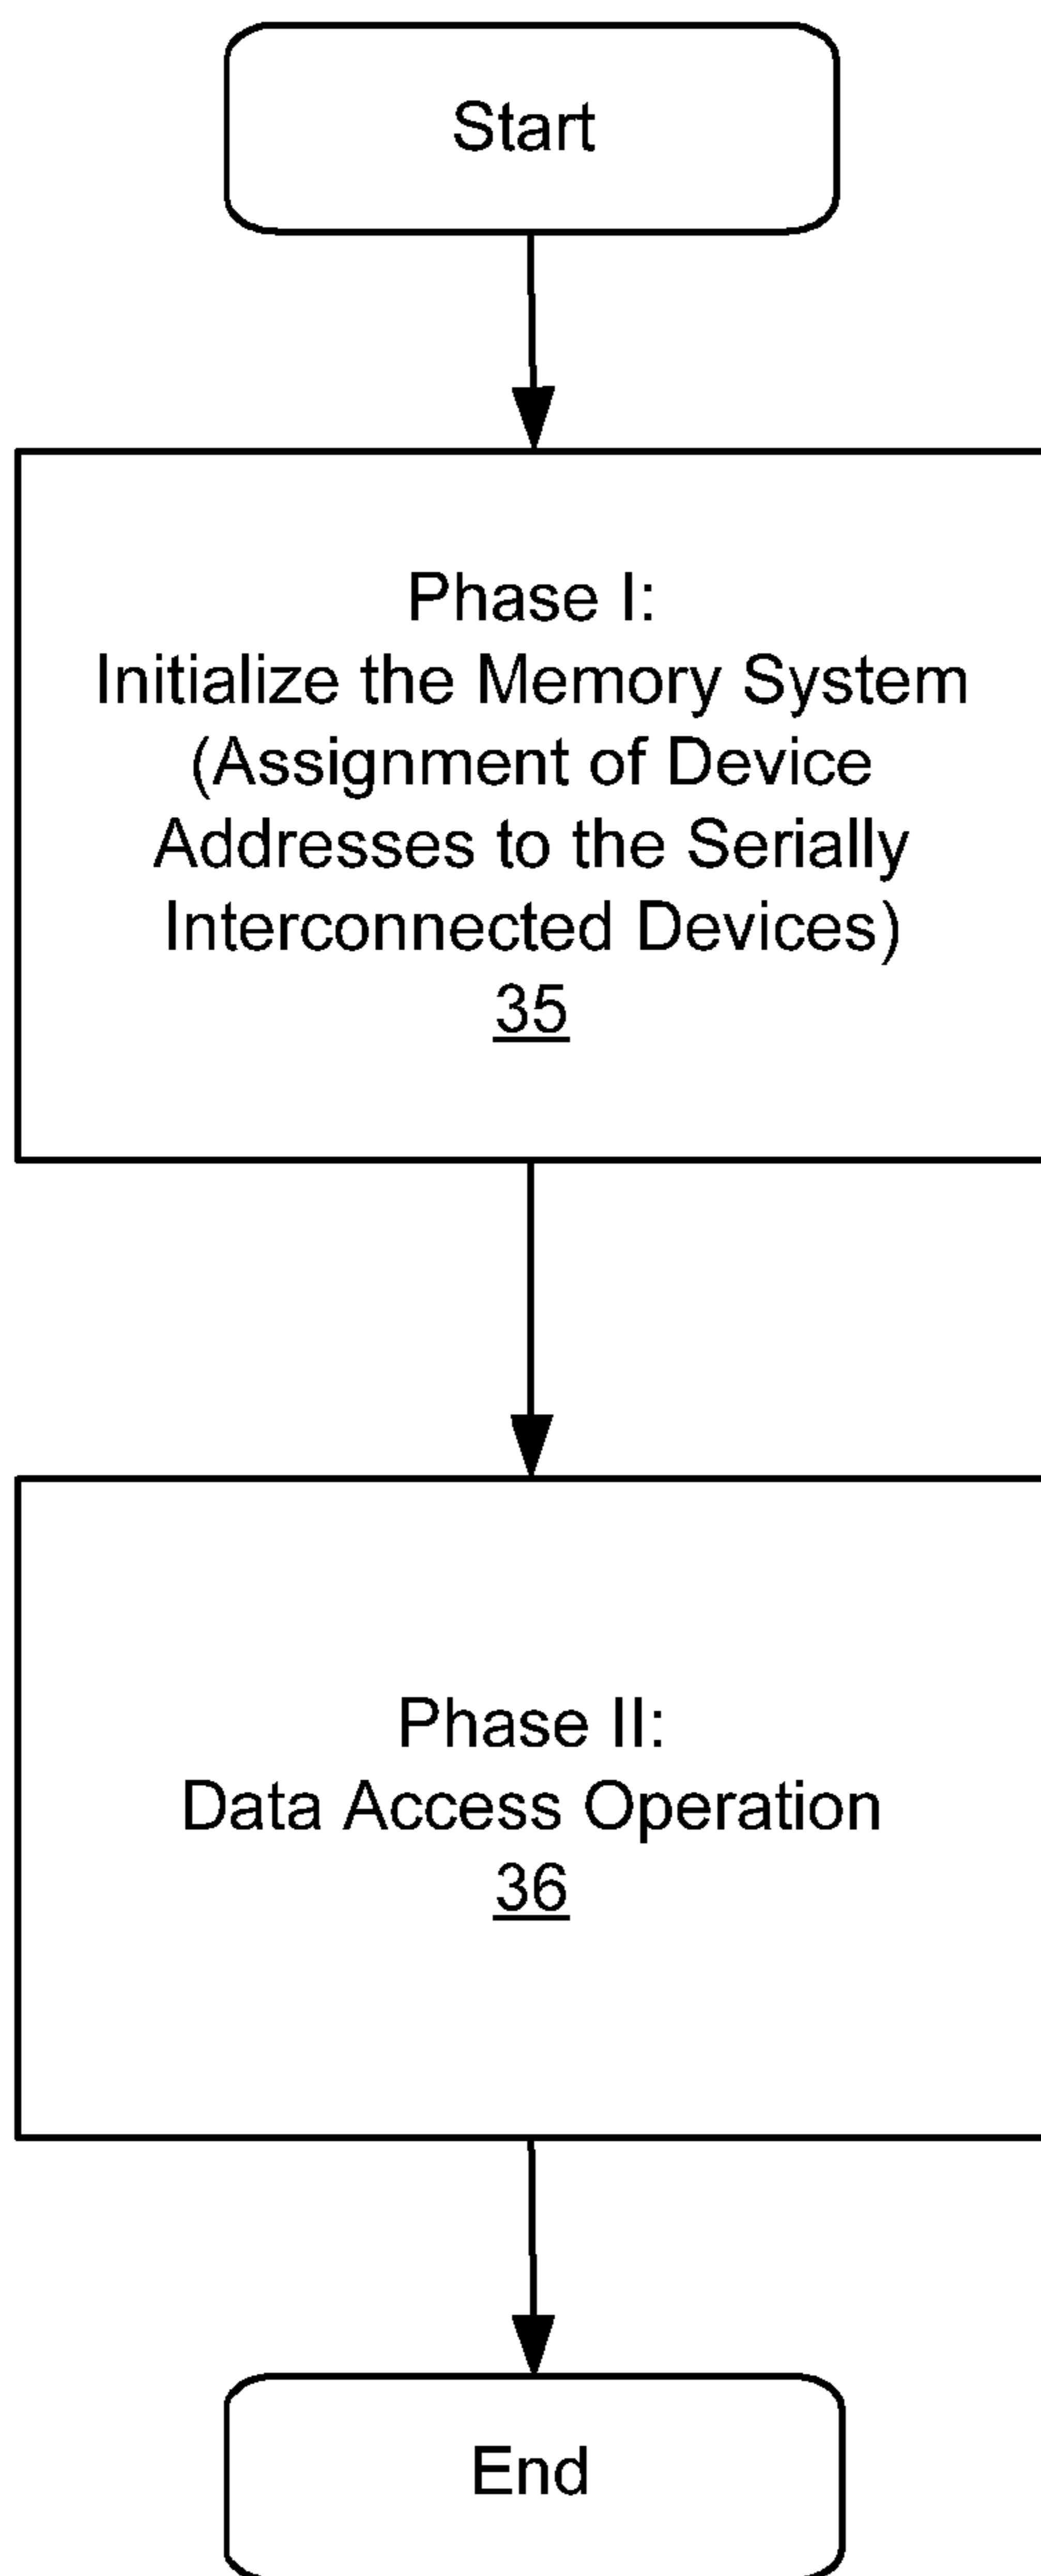 Start
Phase I:
Initialize the Memory System
(Assignment of Device
Addresses to the Serially
Interconnected Devices)
35
Phase II:
Data Access Operation
36
End